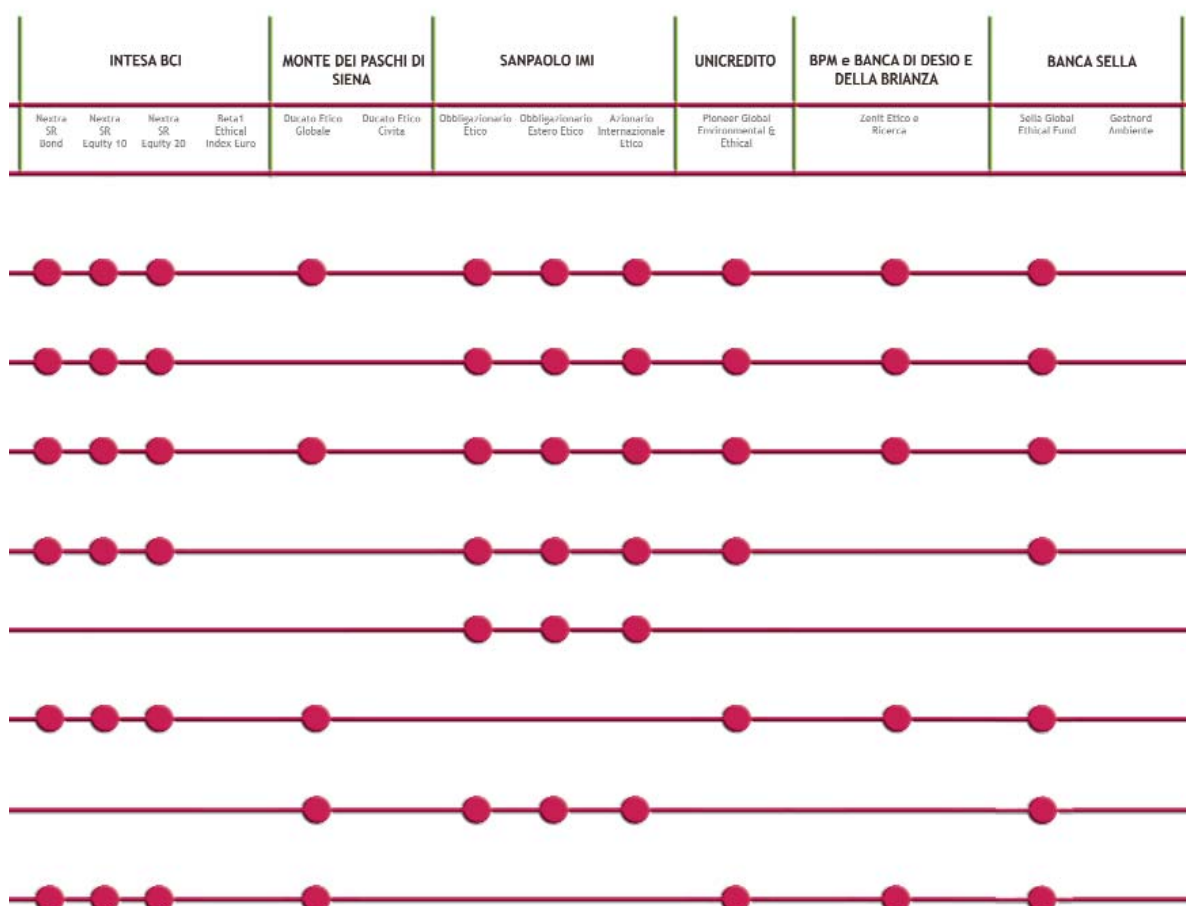 INTESA BCI
MONTE DEI PASCHI DI
SIENA
SANPAOLO IMI
UNICREDITO
BPM e BANCA DI DESIO E
DELLA BRIANZA
BANCA SELLA
Nextra
SR
Bond
Nextra
SR
Equity 10
Nextra
SR
Equity 20
Beta1
Ethical
Index Euro
Ducato Etico
Globale
Ducato Etico
Civita
Obbligazionario
Etico
Obbligazionario
Estero Etico
Azionario
Internazionale
Etico
Pioneer Global
Environmental &
Ethical
Zenit Etico e
Ricerca
Sella Global
Ethical Fund
Gestnord
Ambiente